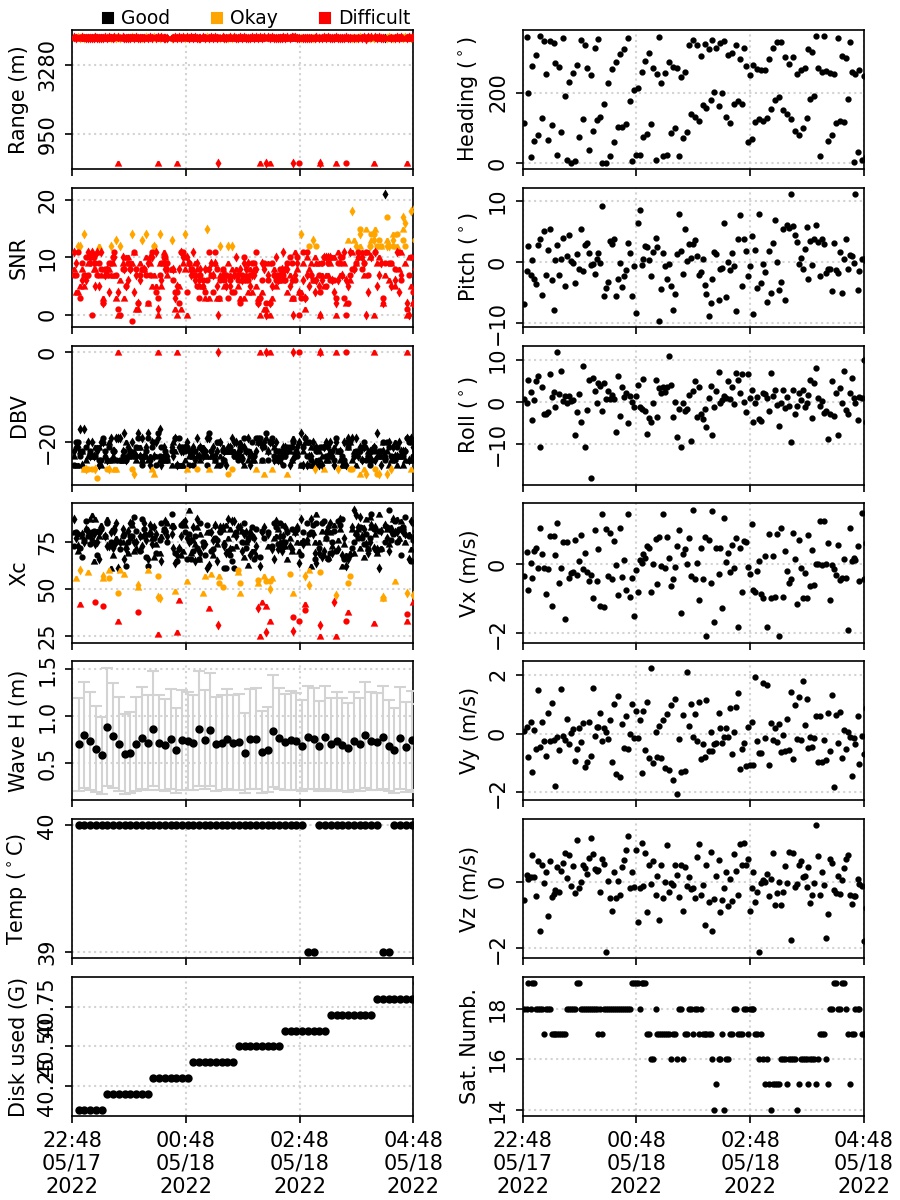 Good Okay Difficult
Range (m)
3280
950
Heading (°)
200
0
SNR
20
10
0
Pitch (°)
10
0
−10
DBV
0
−20
Roll (°)
10
0
−10
Xc
75
50
25
Vx (m/s)
0
−2
Wave H (m)
1.5
1.0
0.5
Vy (m/s)
2
0
−2
Temp (°C)
40
39
Vz (m/s)
0
−2
Disk used (G)
40.75
40.50
40.25
Sat. Numb.
18
16
14
22:48 00:48 02:48 04:48
05/17 05/18 05/18 05/18
2022 2022 2022 2022
22:48 00:48 02:48 04:48
05/17 05/18 05/18 05/18
2022 2022 2022 2022